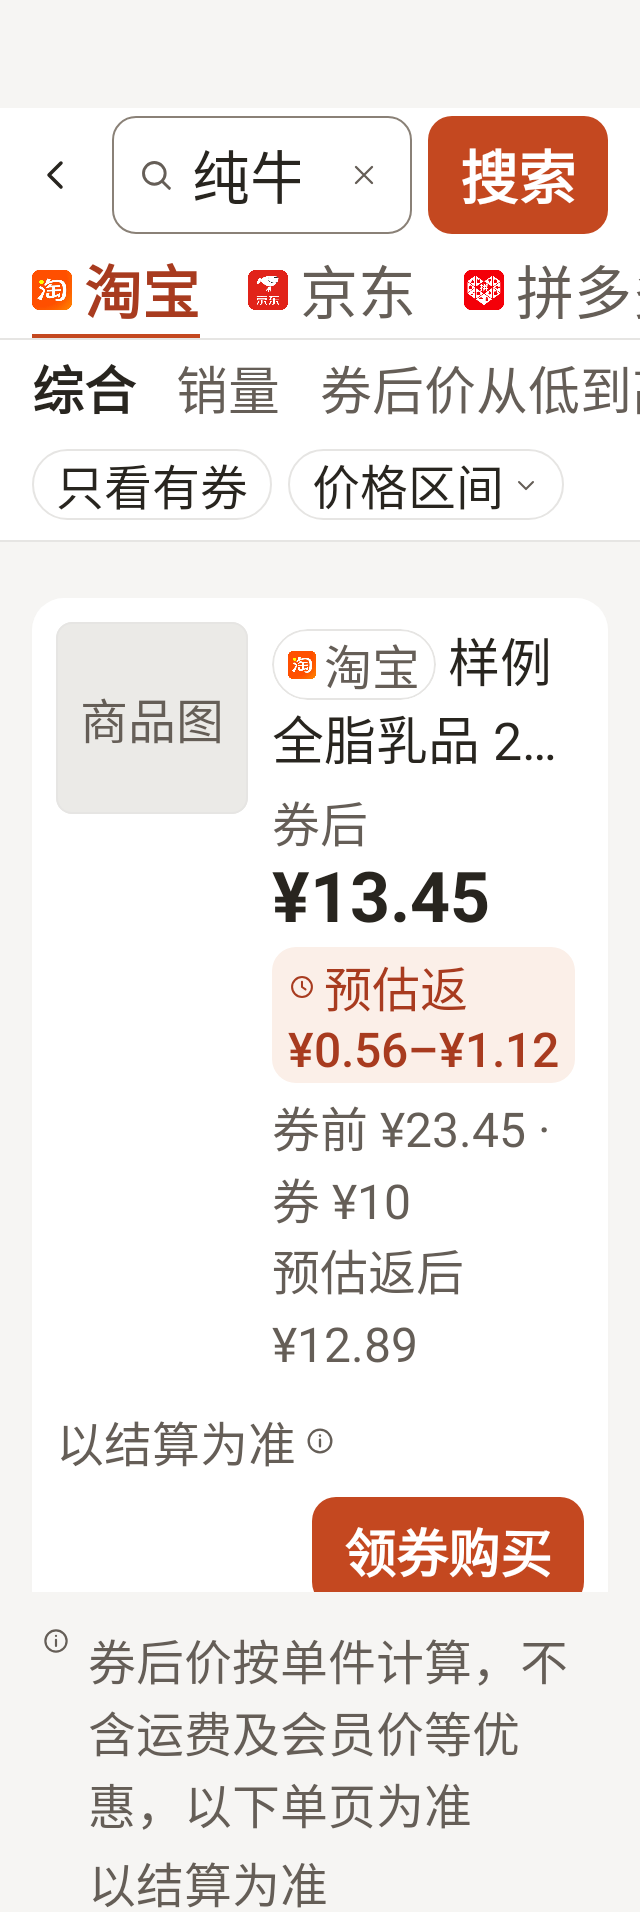 纯牛
搜索
淘 淘宝
京东 京东
拼多
综合 销量 券后价从低到
只看有券 价格区间
商品图
淘 淘宝 样例
全脂乳品 2...
券后
¥13.45
预估返
¥0.56–¥1.12
券前 ¥23.45 ·
券 ¥10
预估返后
¥12.89
以结算为准
领券购买
券后价按单件计算，不
含运费及会员价等优
惠，以下单页为准
以结算为准